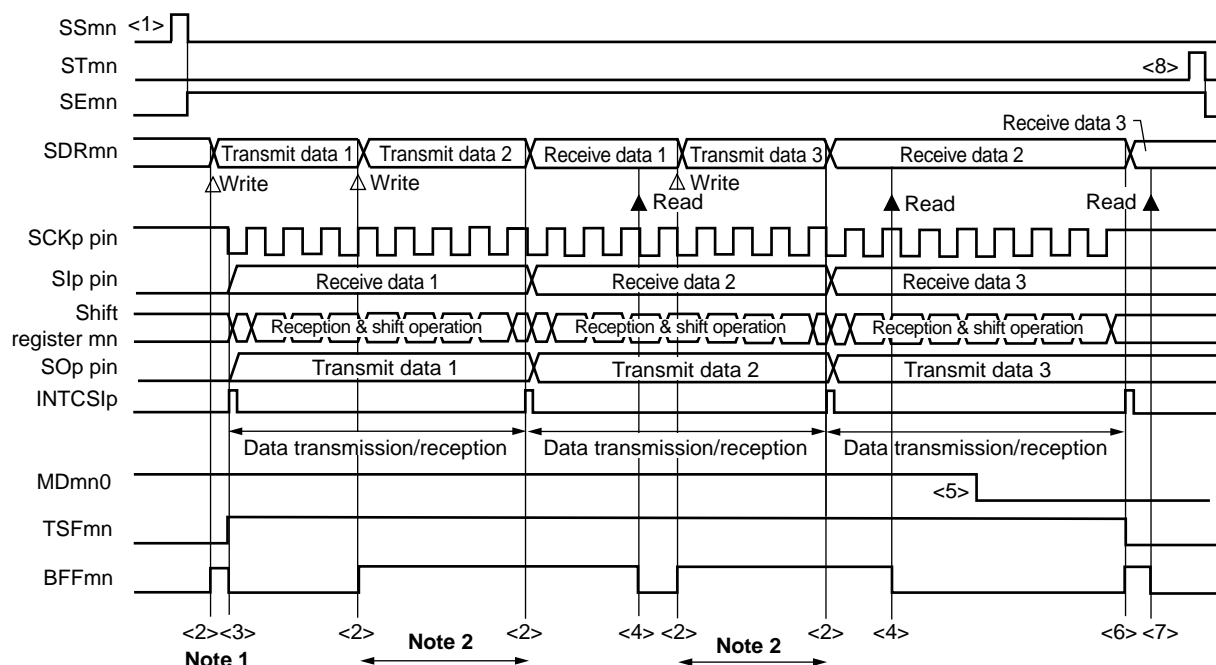 SSmn <1>
STmn <8>
SEmn
Receive data 3
SDRmn Transmit data 1 Transmit data 2 Receive data 1 Transmit data 3 Receive data 2
Write Write Write
Read Read Read
SCKp pin
SIp pin Receive data 1 Receive data 2 Receive data 3
Shift
register mn Reception & shift operation Reception & shift operation Reception & shift operation
SOp pin Transmit data 1 Transmit data 2 Transmit data 3
INTCSIp
Data transmission/reception Data transmission/reception Data transmission/reception
MDmn0 <5>
TSFmn
BFFmn
<2> <3> <2> <2> <4> <2> <2> <4> <6> <7>
Note 1 Note 2 Note 2